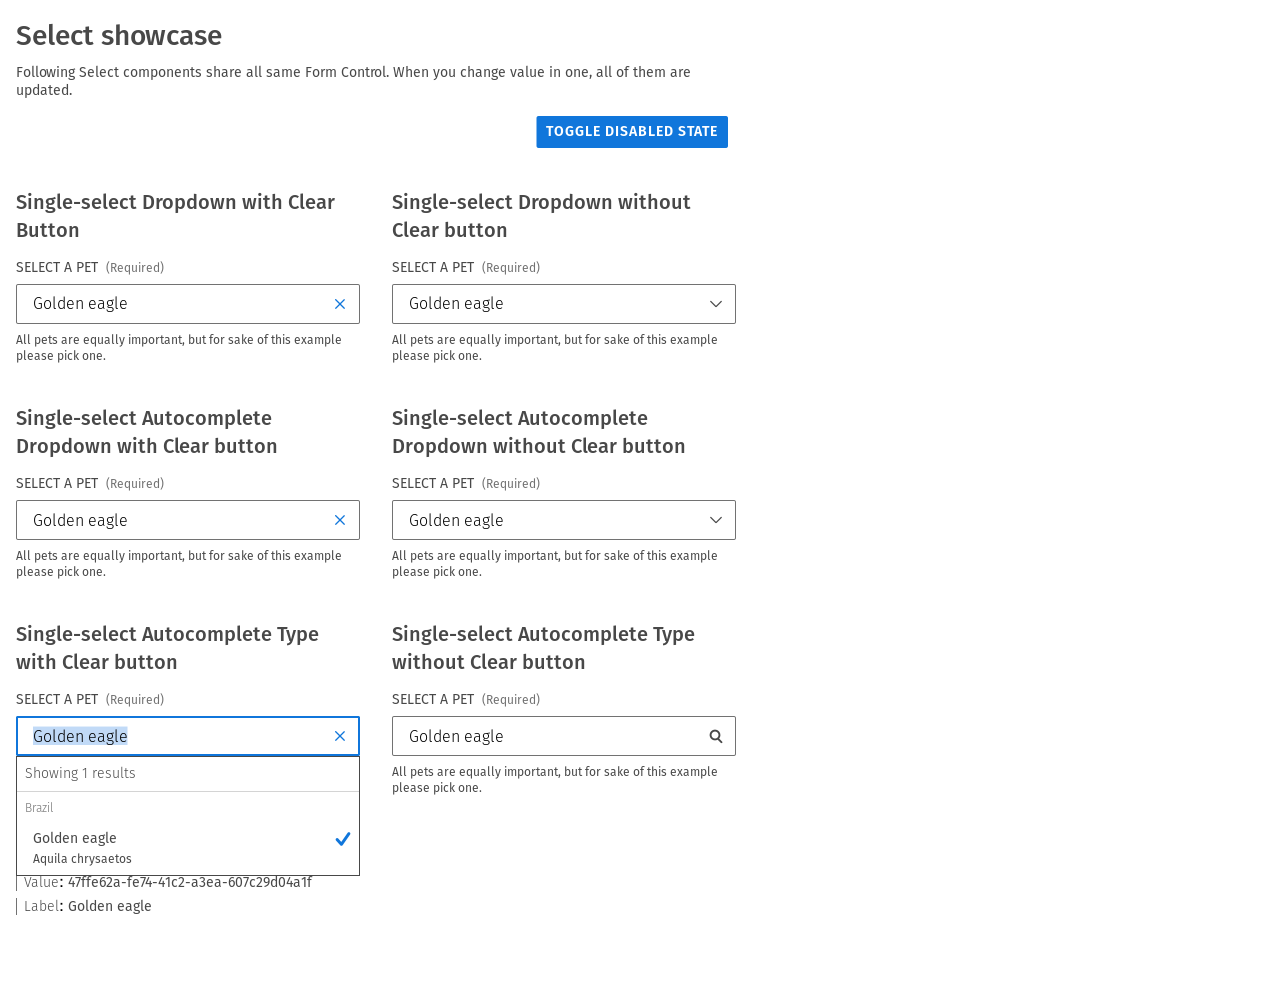 Select showcase
Following Select components share all same Form Control. When you change value in one, all of them are
updated.
TOGGLE DISABLED STATE
Single-select Dropdown with Clear
Button
SELECT A PET (Required)
Golden eagle
All pets are equally important, but for sake of this example
please pick one.
Single-select Dropdown without
Clear button
SELECT A PET (Required)
Golden eagle
All pets are equally important, but for sake of this example
please pick one.
Single-select Autocomplete
Dropdown with Clear button
SELECT A PET (Required)
Golden eagle
All pets are equally important, but for sake of this example
please pick one.
Single-select Autocomplete
Dropdown without Clear button
SELECT A PET (Required)
Golden eagle
All pets are equally important, but for sake of this example
please pick one.
Single-select Autocomplete Type
with Clear button
SELECT A PET (Required)
Golden eagle
Showing 1 results
Brazil
Golden eagle
Aquila chrysaetos
Single-select Autocomplete Type
without Clear button
SELECT A PET (Required)
Golden eagle
All pets are equally important, but for sake of this example
please pick one.
Value: 47ffe62a-fe74-41c2-a3ea-607c29d04a1f
Label: Golden eagle